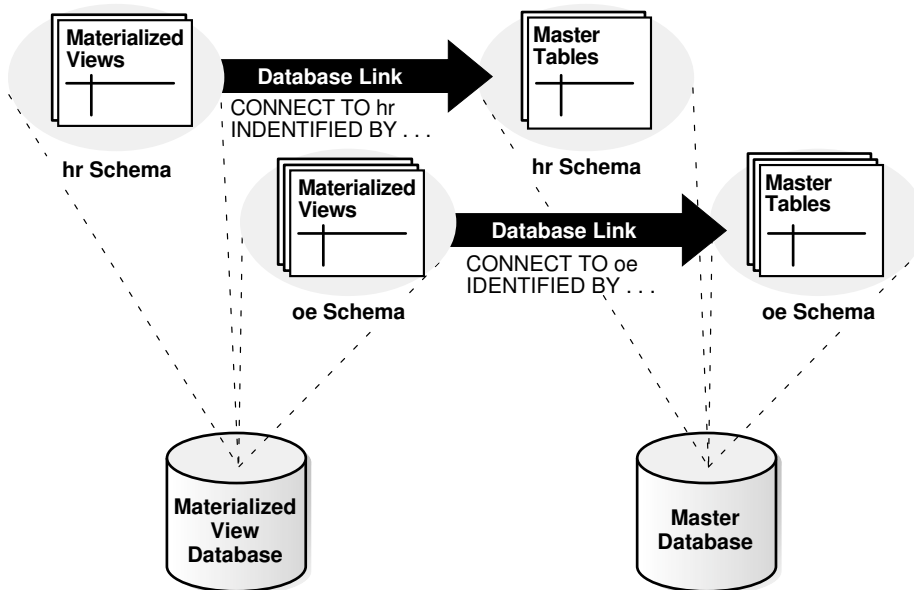 Materialized
Views
Master
Tables
Database Link
CONNECT TO hr
INDENTIFIED BY . . .
hr Schema
hr Schema
Materialized
Views
Master
Tables
Database Link
CONNECT TO oe
IDENTIFIED BY . . .
oe Schema
oe Schema
Materialized
View
Database
Master
Database